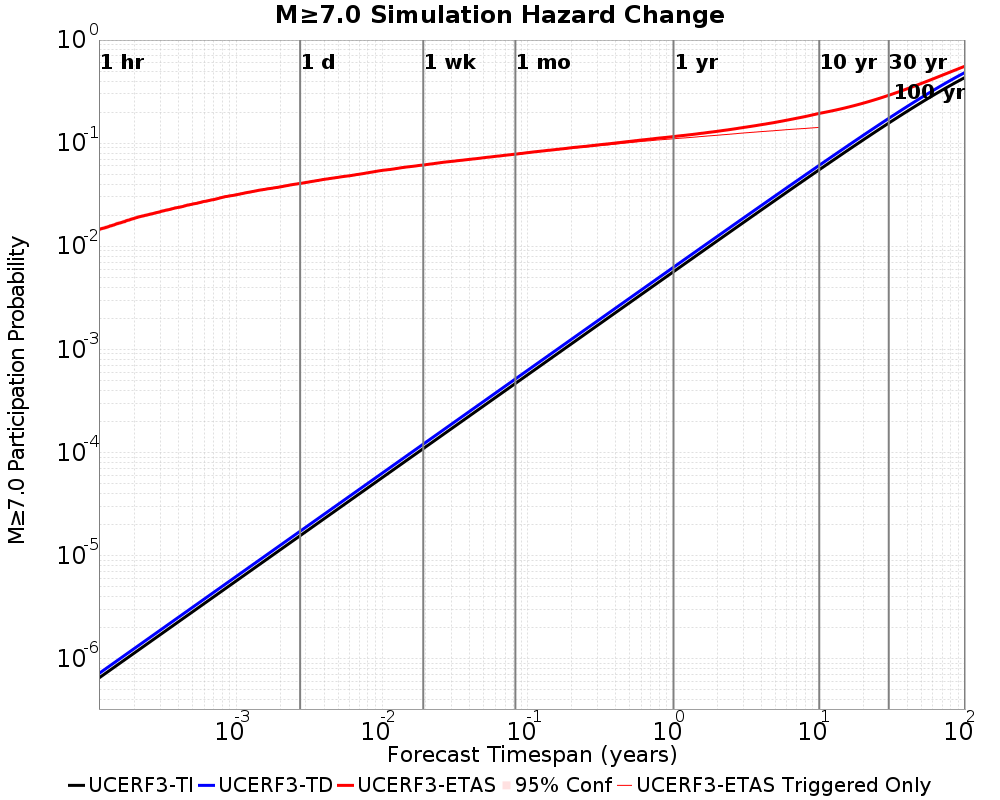 M≥7.0 Simulation Hazard Change
10^0
1 hr
1 d
1 wk
1 mo
1 yr
10 yr
30 yr
100 yr
10^-1
10^-2
10^-3
10^-4
10^-5
10^-6
M≥7.0 Participation Probability
10^-3
10^-2
10^-1
10^0
10^1
10^2
Forecast Timespan (years)
UCERF3-TI UCERF3-TD UCERF3-ETAS 95% Conf UCERF3-ETAS Triggered Only